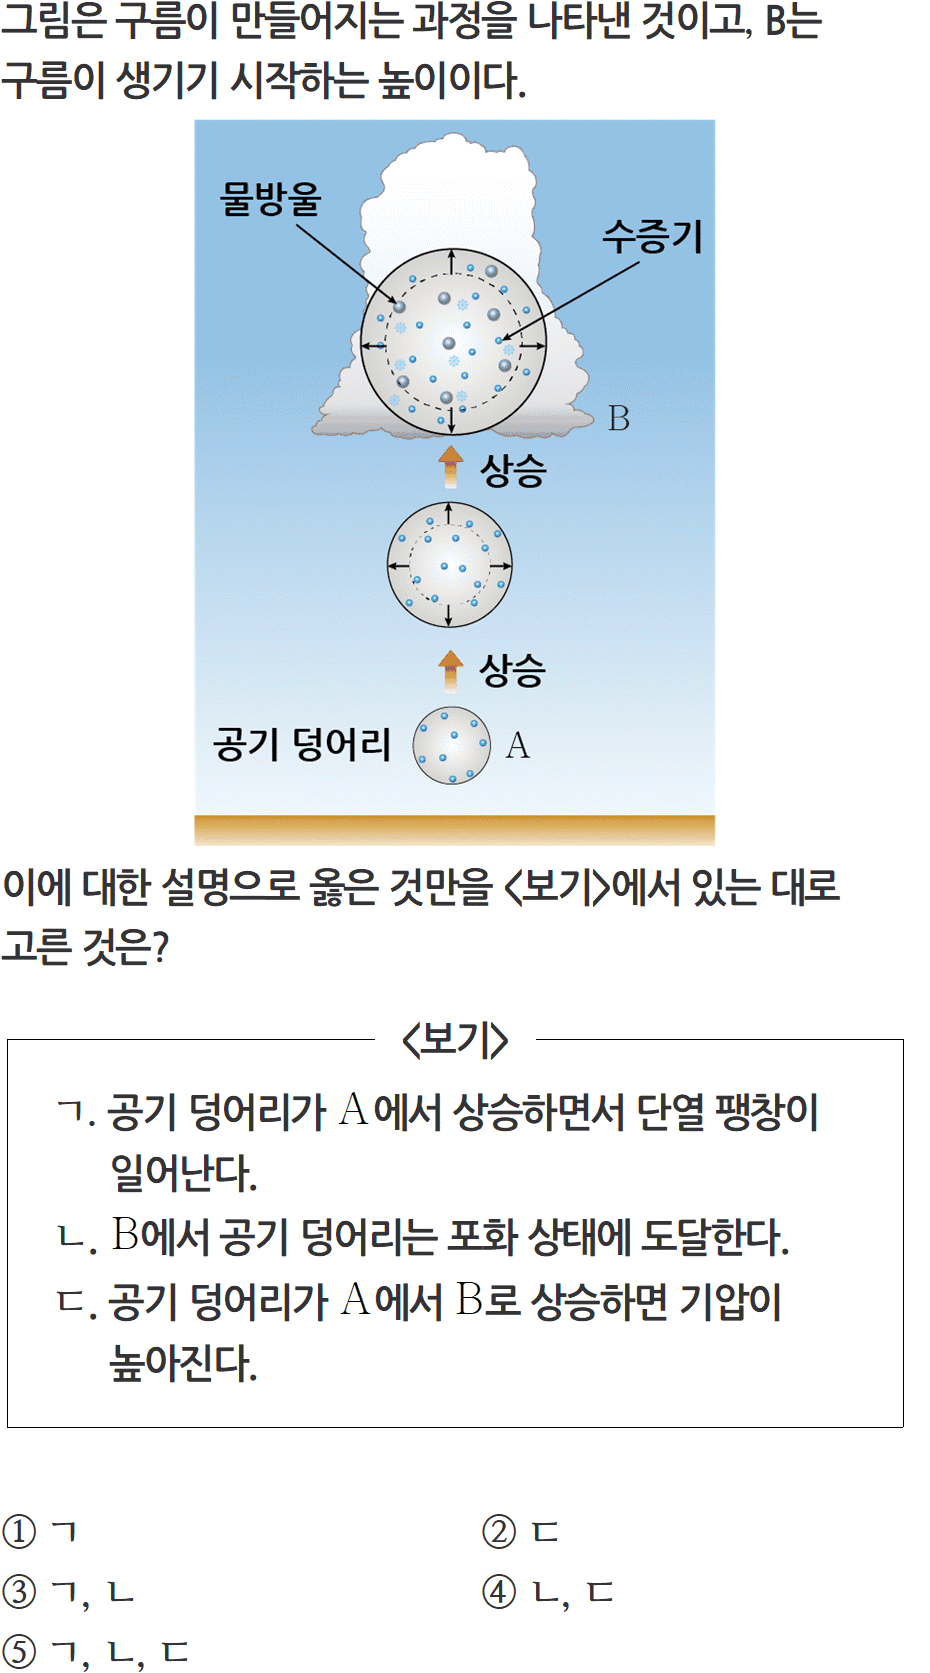 그림은 구름이 만들어지는 과정을 나타낸 것이고, B는
구름이 생기기 시작하는 높이이다.
물방울
수증기
B
상승
상승
공기 덩어리 A
이에 대한 설명으로 옳은 것만을 <보기>에서 있는 대로
고른 것은?
<보기>
ㄱ. 공기 덩어리가 A에서 상승하면서 단열 팽창이
일어난다.
ㄴ. B에서 공기 덩어리는 포화 상태에 도달한다.
ㄷ. 공기 덩어리가 A에서 B로 상승하면 기압이
높아진다.
① ㄱ ② ㄷ
③ ㄱ, ㄴ ④ ㄴ, ㄷ
⑤ ㄱ, ㄴ, ㄷ